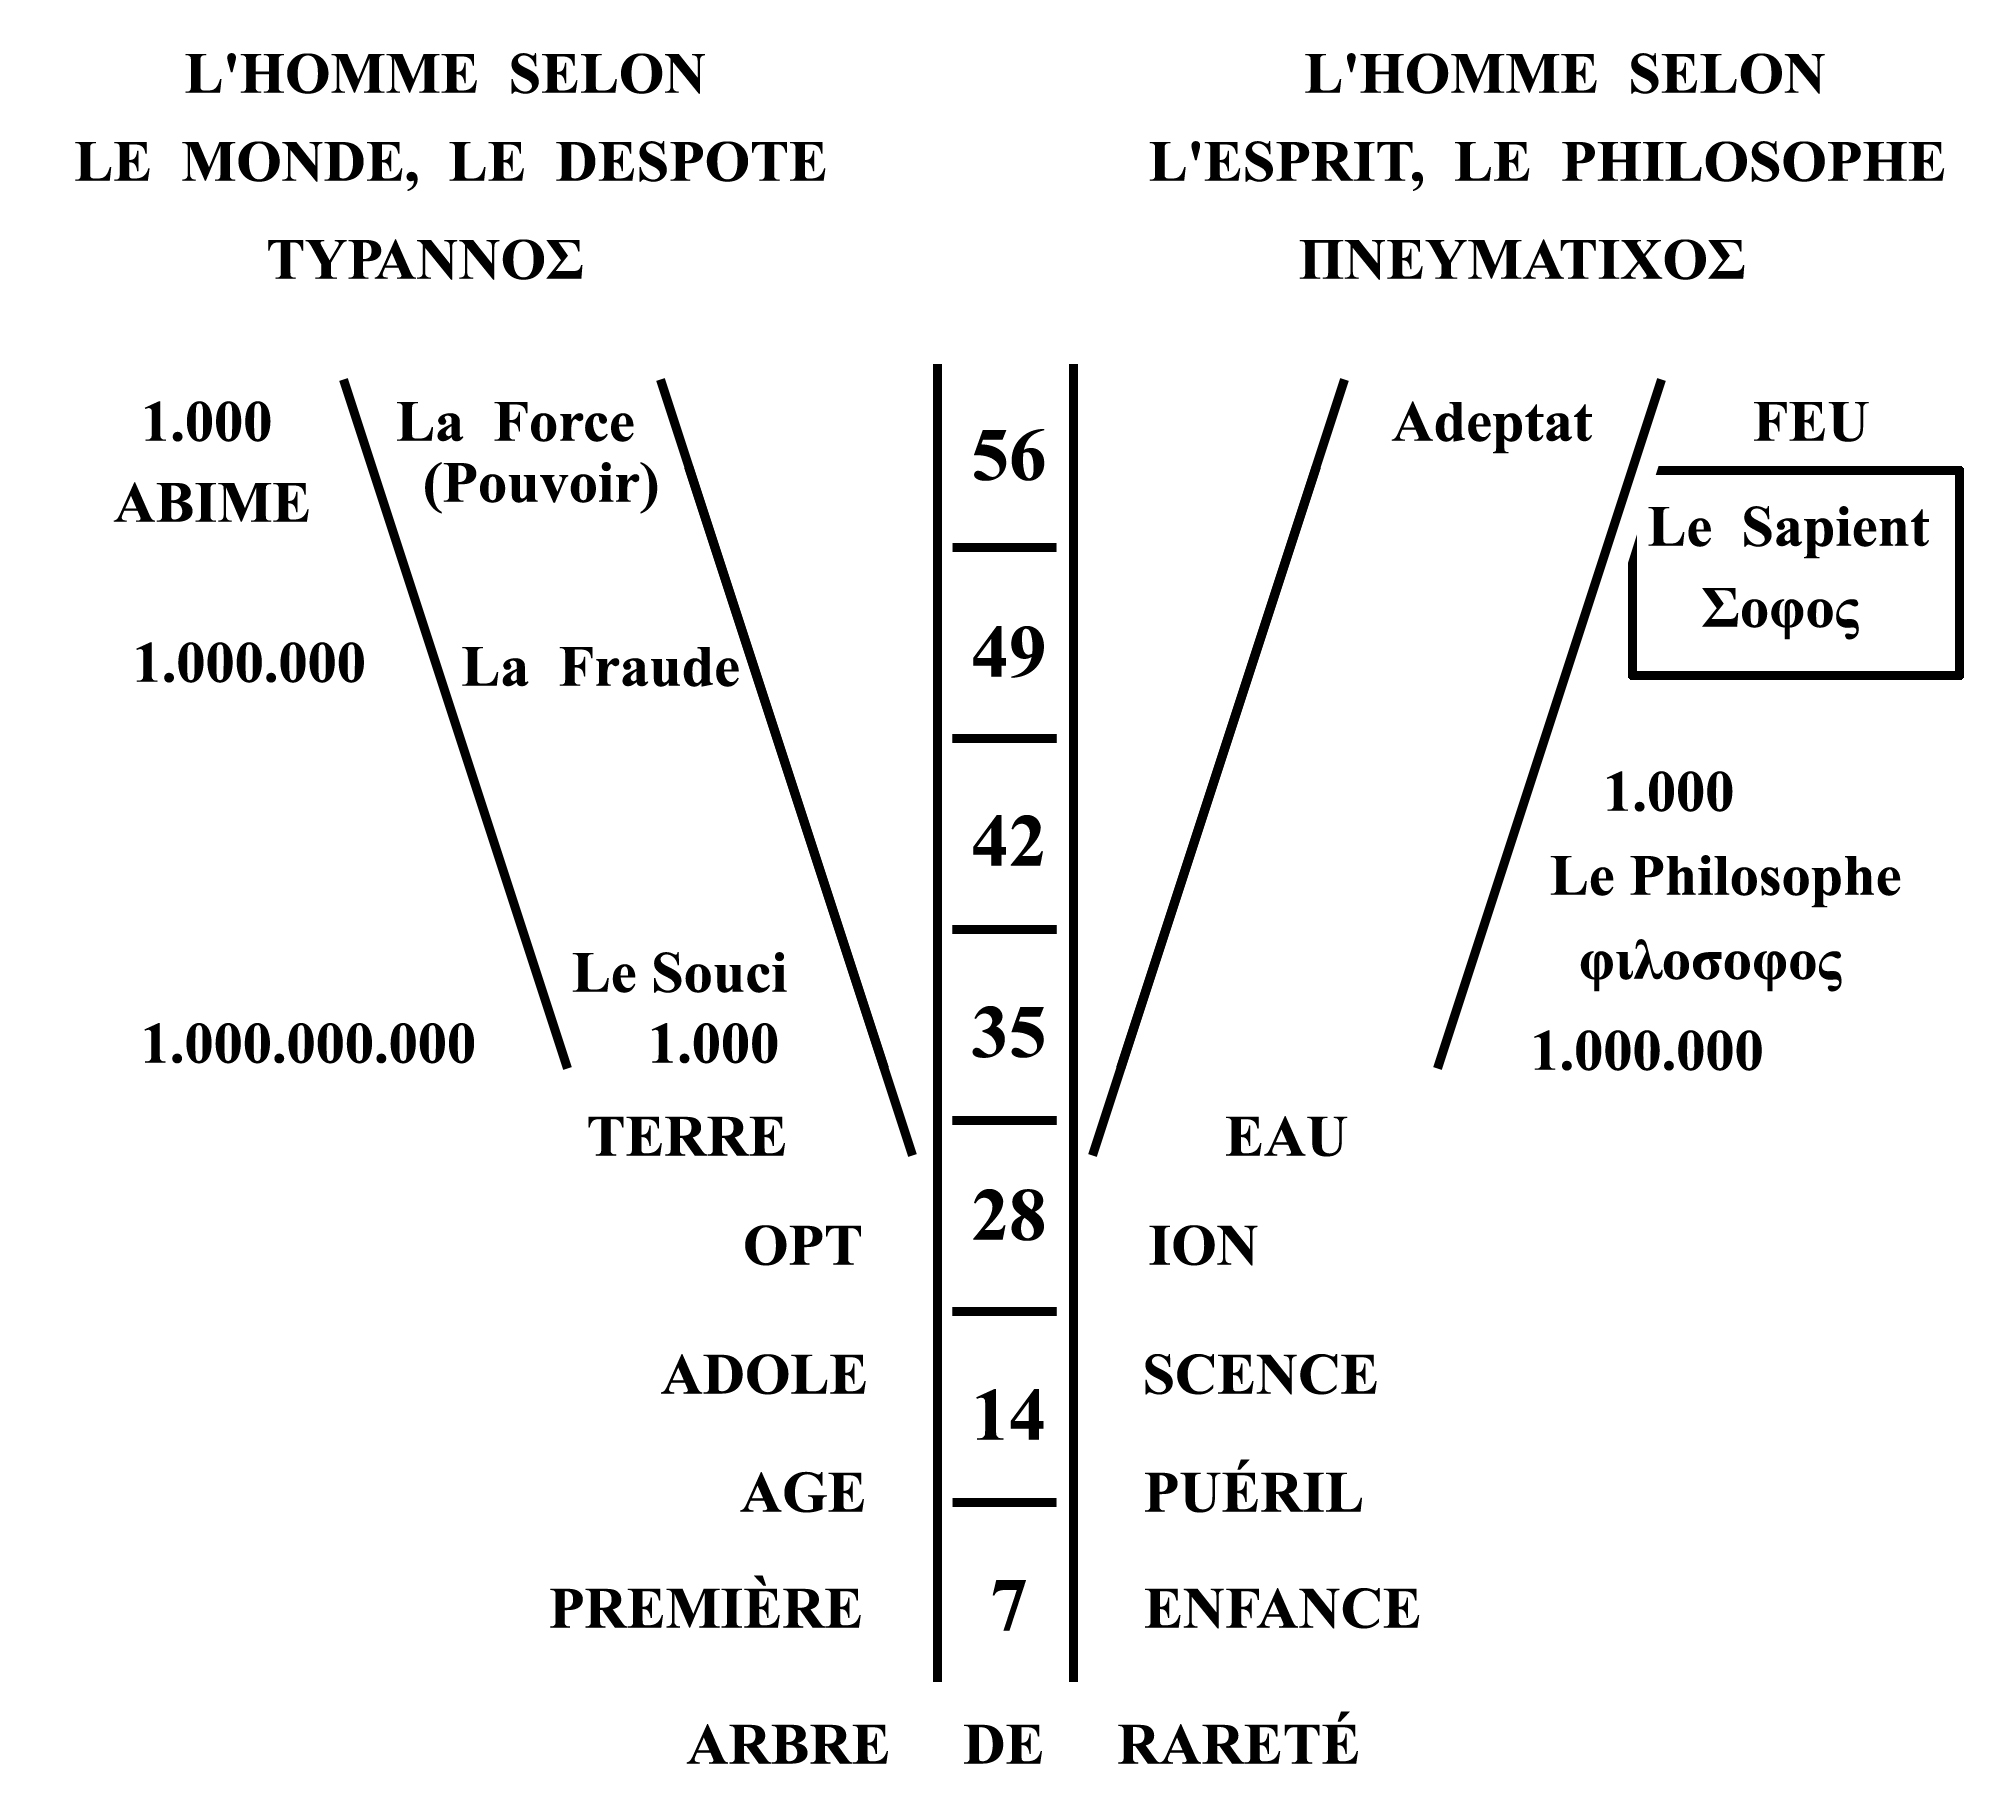 L'HOMME SELON
LE MONDE, LE DESPOTE
ΤΥΡΑΝΝΟΣ
L'HOMME SELON
L'ESPRIT, LE PHILOSOPHE
ΠΝΕΥΜΑΤΙΧΟΣ
1.000
ABIME
La Force
(Pouvoir)
56
Adeptat
FEU
Le Sapient
Σοφος
1.000.000
La Fraude
49
42
1.000
Le Philosophe
φιλοσοφος
1.000.000
Le Souci
1.000.000.000
1.000
35
TERRE
EAU
OPT 28 ION
ADOLE 14 SCENCE
AGE PUÉRIL
PREMIÈRE 7 ENFANCE
ARBRE DE RARETÉ